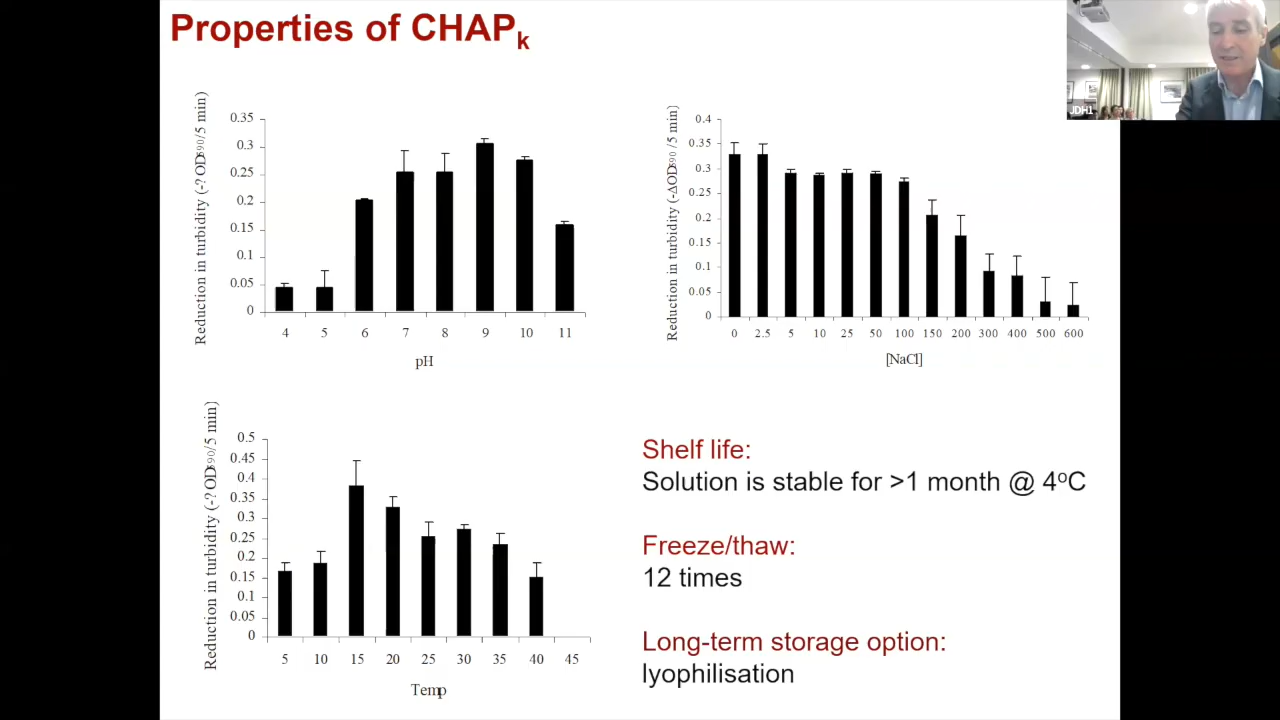 Properties of CHAPk
JDH1
Reduction in turbidity (-?OD590/5 min)
0.35
0.3
0.25
0.2
0.15
0.1
0.05
0
4 5 6 7 8 9 10 11
pH
Reduction in turbidity (-ΔOD590/5 min)
0.4
0.35
0.3
0.25
0.2
0.15
0.1
0.05
0
0 2.5 5 10 25 50 100 150 200 300 400 500 600
[NaCl]
Reduction in turbidity (-?OD590/5 min)
0.5
0.45
0.4
0.35
0.3
0.25
0.2
0.15
0.1
0.05
0
5 10 15 20 25 30 35 40 45
Temp
Shelf life:
Solution is stable for >1 month @ 4oC
Freeze/thaw:
12 times
Long-term storage option:
lyophilisation